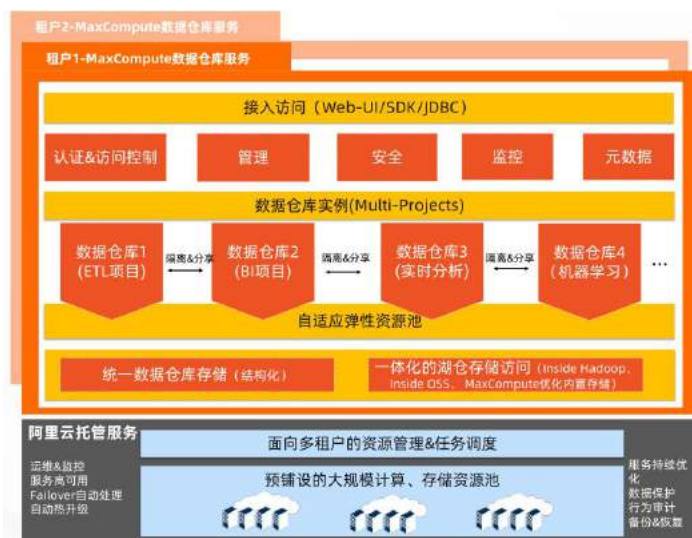 租户2-MaxCompute数据仓库服务
租户1-MaxCompute数据仓库服务
接入访问（Web-UI/SDK/JDBC）
认证&访问控制
管理
安全
监控
元数据
数据仓库实例(Multi-Projects)
数据仓库1
(ETL项目)
隔离&分享
数据仓库2
(BI项目)
隔离&分享
数据仓库3
(实时分析)
隔离&分享
数据仓库4
(机器学习)
...
自适应弹性资源池
统一数据仓库存储（结构化）
一体化的湖仓存储访问（Inside Hadoop、
Inside OSS、 MaxCompute优化内置存储）
阿里云托管服务
运维&监控
服务高可用
Failover自动处理
自动热升级
面向多租户的资源管理&任务调度
预铺设的大规模计算、存储资源池
服务持续优
化
数据保护
行为审计
备份&恢复